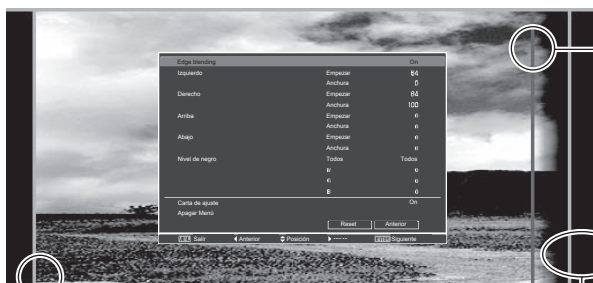 Edge blending On
Izquierdo Empezar 64
Anchura 0
Derecho Empezar 64
Anchura 100
Arriba Empezar 0
Anchura 0
Abajo Empezar 0
Anchura 0
Nivel de negro Todos Todos
R 0
G 0
B 0
Carta de ajuste On
Apagar Menú
Reset Anterior
Salir Anterior Posición ----- Siguiente